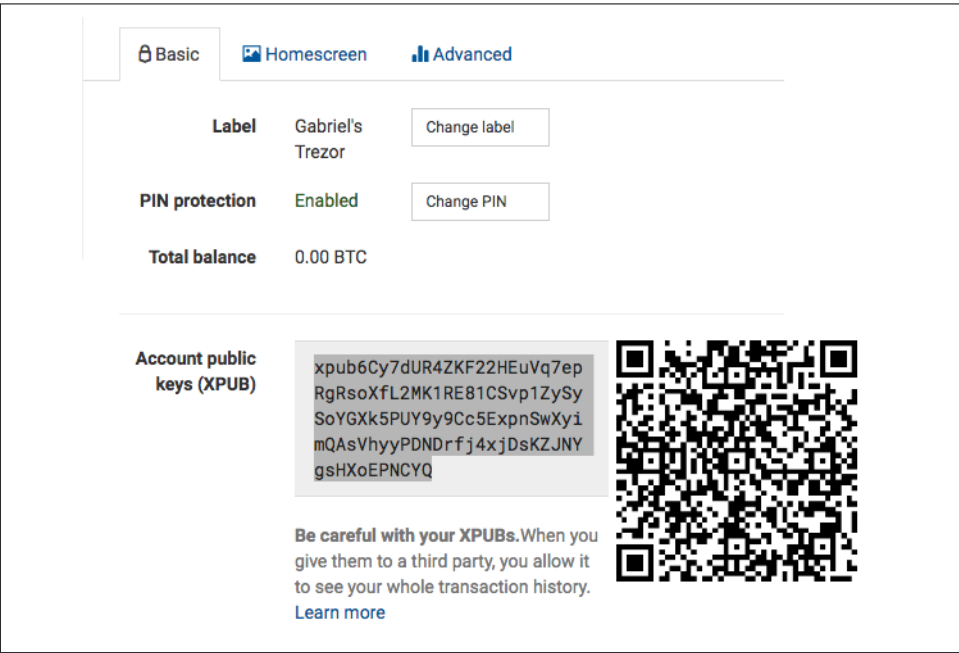 Basic
Homescreen
Advanced
Label
Gabriel's
Trezor
Change label
PIN protection
Enabled
Change PIN
Total balance
0.00 BTC
Account public
keys (XPUB)
xpub6Cy7dUR4ZKF22HEuVq7ep
RgRsoXfL2MK1RE81CSvp1ZySy
SoYGXk5PUY9y9Cc5ExpnSwXyi
mQAsVhyyPDNDrfj4xjDsKZJNY
gsHXoEPNCYQ
Be careful with your XPUBs.When you
give them to a third party, you allow it
to see your whole transaction history.
Learn more